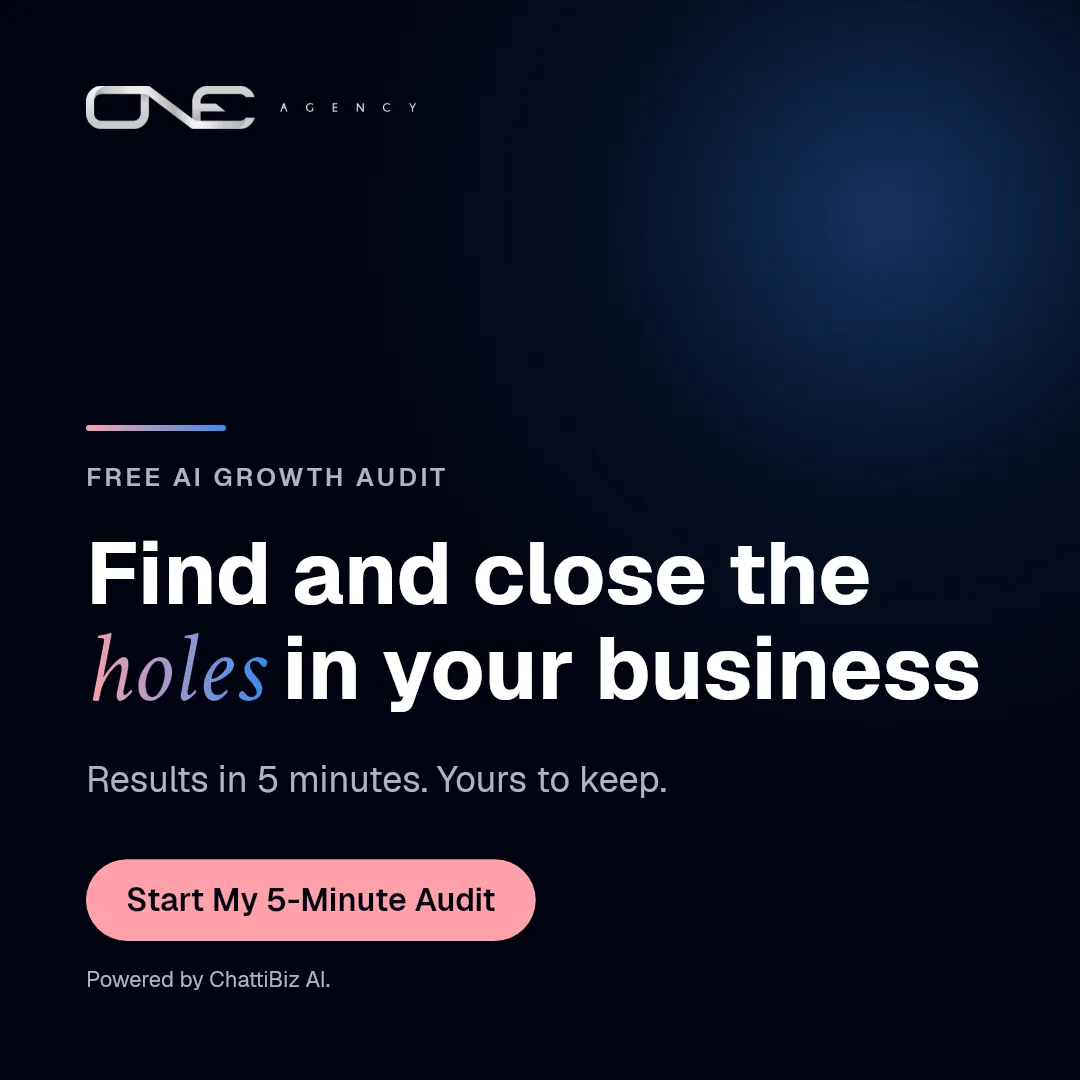 ONE AGENCY
FREE AI GROWTH AUDIT
Find and close the
holes in your business
Results in 5 minutes. Yours to keep.
Start My 5-Minute Audit
Powered by ChattiBiz AI.